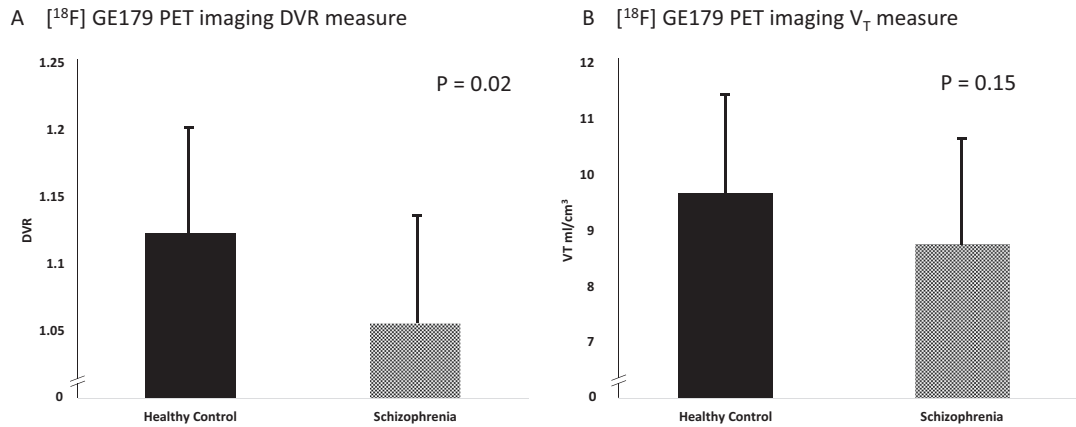 A [¹⁸F] GE179 PET imaging DVR measure
1.25
1.2
1.15
1.1
1.05
0
DVR
P = 0.02
Healthy Control
Schizophrenia
B [¹⁸F] GE179 PET imaging V_T measure
12
11
10
9
8
7
0
VT ml/cm³
P = 0.15
Healthy Control
Schizophrenia